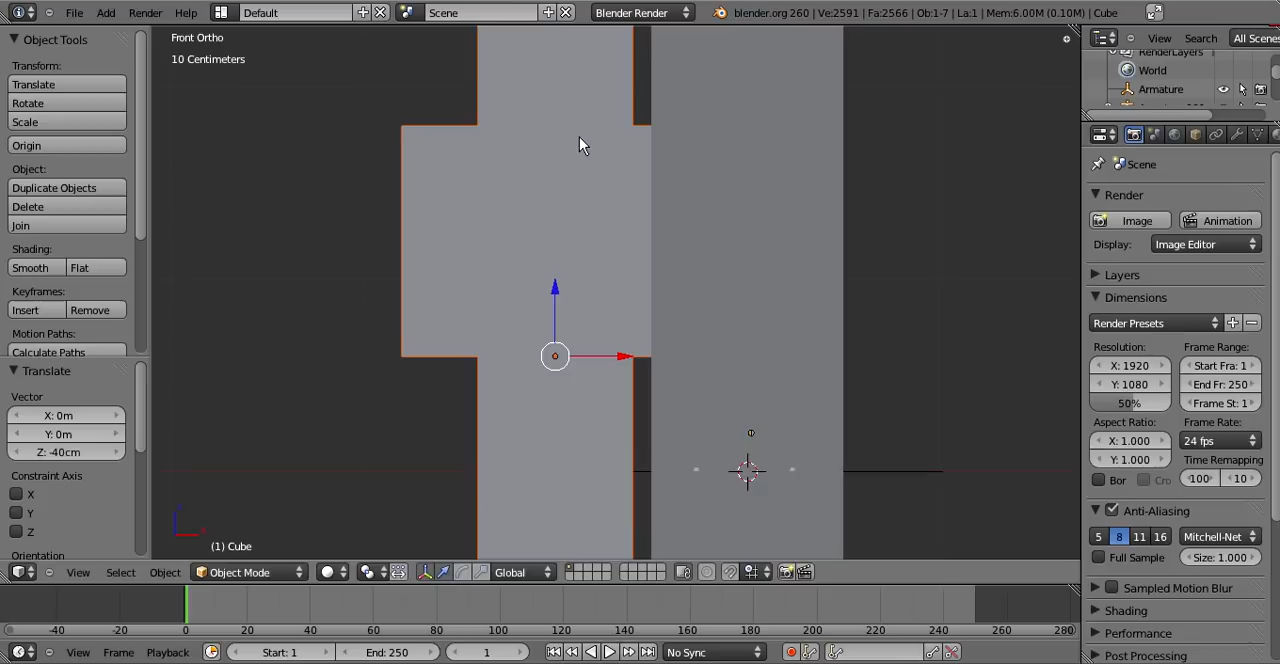 File Add Render Help Default Scene Blender Render blender.org 260 | Ve:2591 | Fa:2566 | Ob:1-7 | La:1 | Mem:6.00M (0.10M) | Cube
Object Tools
Transform:
Translate
Rotate
Scale
Origin
Object:
Duplicate Objects
Delete
Join
Shading:
Smooth Flat
Keyframes:
Insert Remove
Motion Paths:
Calculate Paths
Translate
Vector
X: 0m
Y: 0m
Z: -40cm
Constraint Axis
X
Y
Z
Orientation
Front Ortho
10 Centimeters
(1) Cube
View Search All Scenes
RenderLayers
World
Armature
Scene
Render
Image Animation
Display: Image Editor
Layers
Dimensions
Render Presets
Resolution: Frame Range:
X: 1920 Start Fra: 1
Y: 1080 End Fr: 250
50% Frame St: 1
Aspect Ratio: Frame Rate:
X: 1.000 24 fps
Y: 1.000 Time Remapping
Bor Cro 100 10
Anti-Aliasing
5 8 11 16 Mitchell-Net
Full Sample Size: 1.000
Sampled Motion Blur
Shading
Performance
Post Processing
View Select Object Object Mode Global
-40 -20 0 20 40 60 80 100 120 140 160 180 200 220 240 260 280
View Frame Playback Start: 1 End: 250 1 No Sync